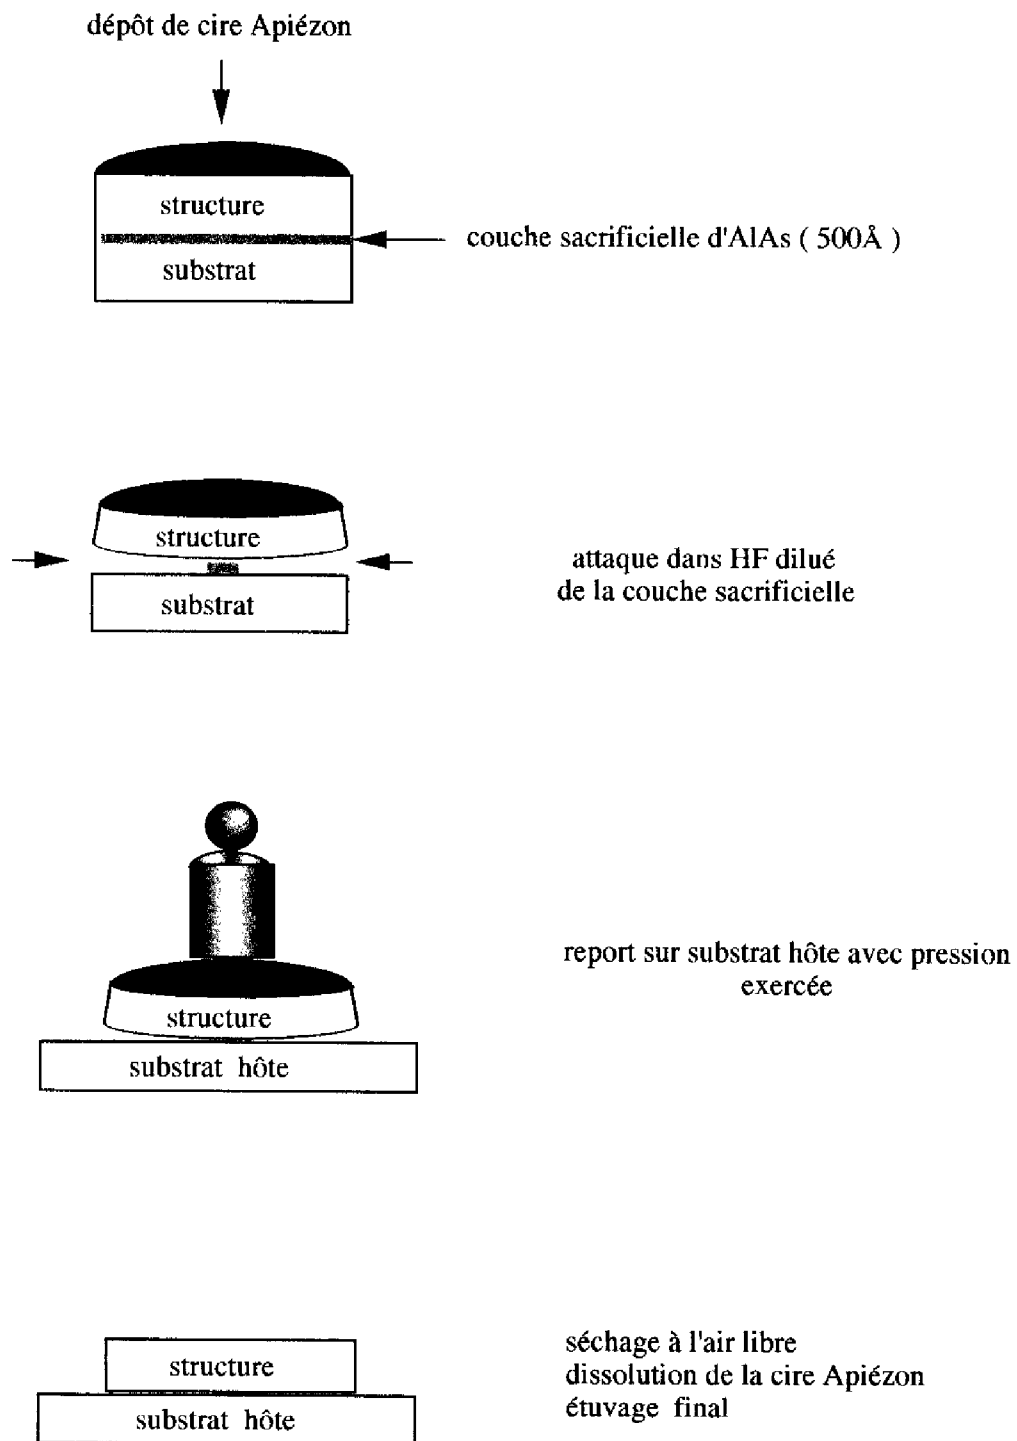 dépôt de cire Apiézon
structure
couche sacrificielle d'AlAs ( 500Å )
substrat
structure
attaque dans HF dilué
de la couche sacrificielle
substrat
report sur substrat hôte avec pression
exercée
structure
substrat hôte
séchage à l'air libre
structure
dissolution de la cire Apiézon
étuvage final
substrat hôte